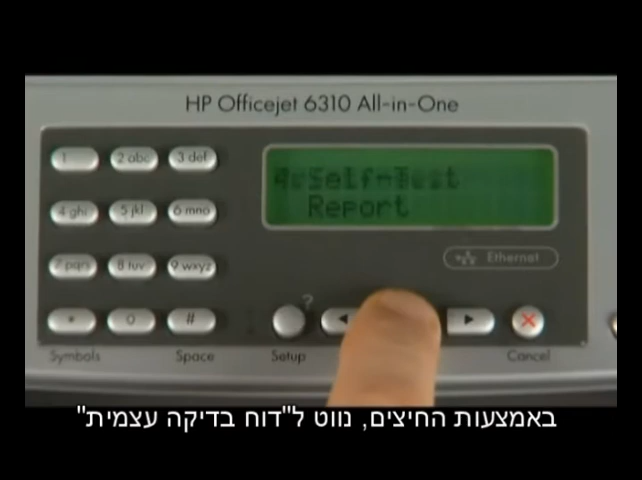 HP Officejet 6310 All-in-One
1 2 abc 3 def
Self-Test
Report
4 ghi 5 jkl 6 mno
Ethernet
7 pqrs 8 tuv 9 wxyz
?
* 0 #
Symbols Space Setup Cancel
באמצעות החיצים, נווט ל"דוח בדיקה עצמית"